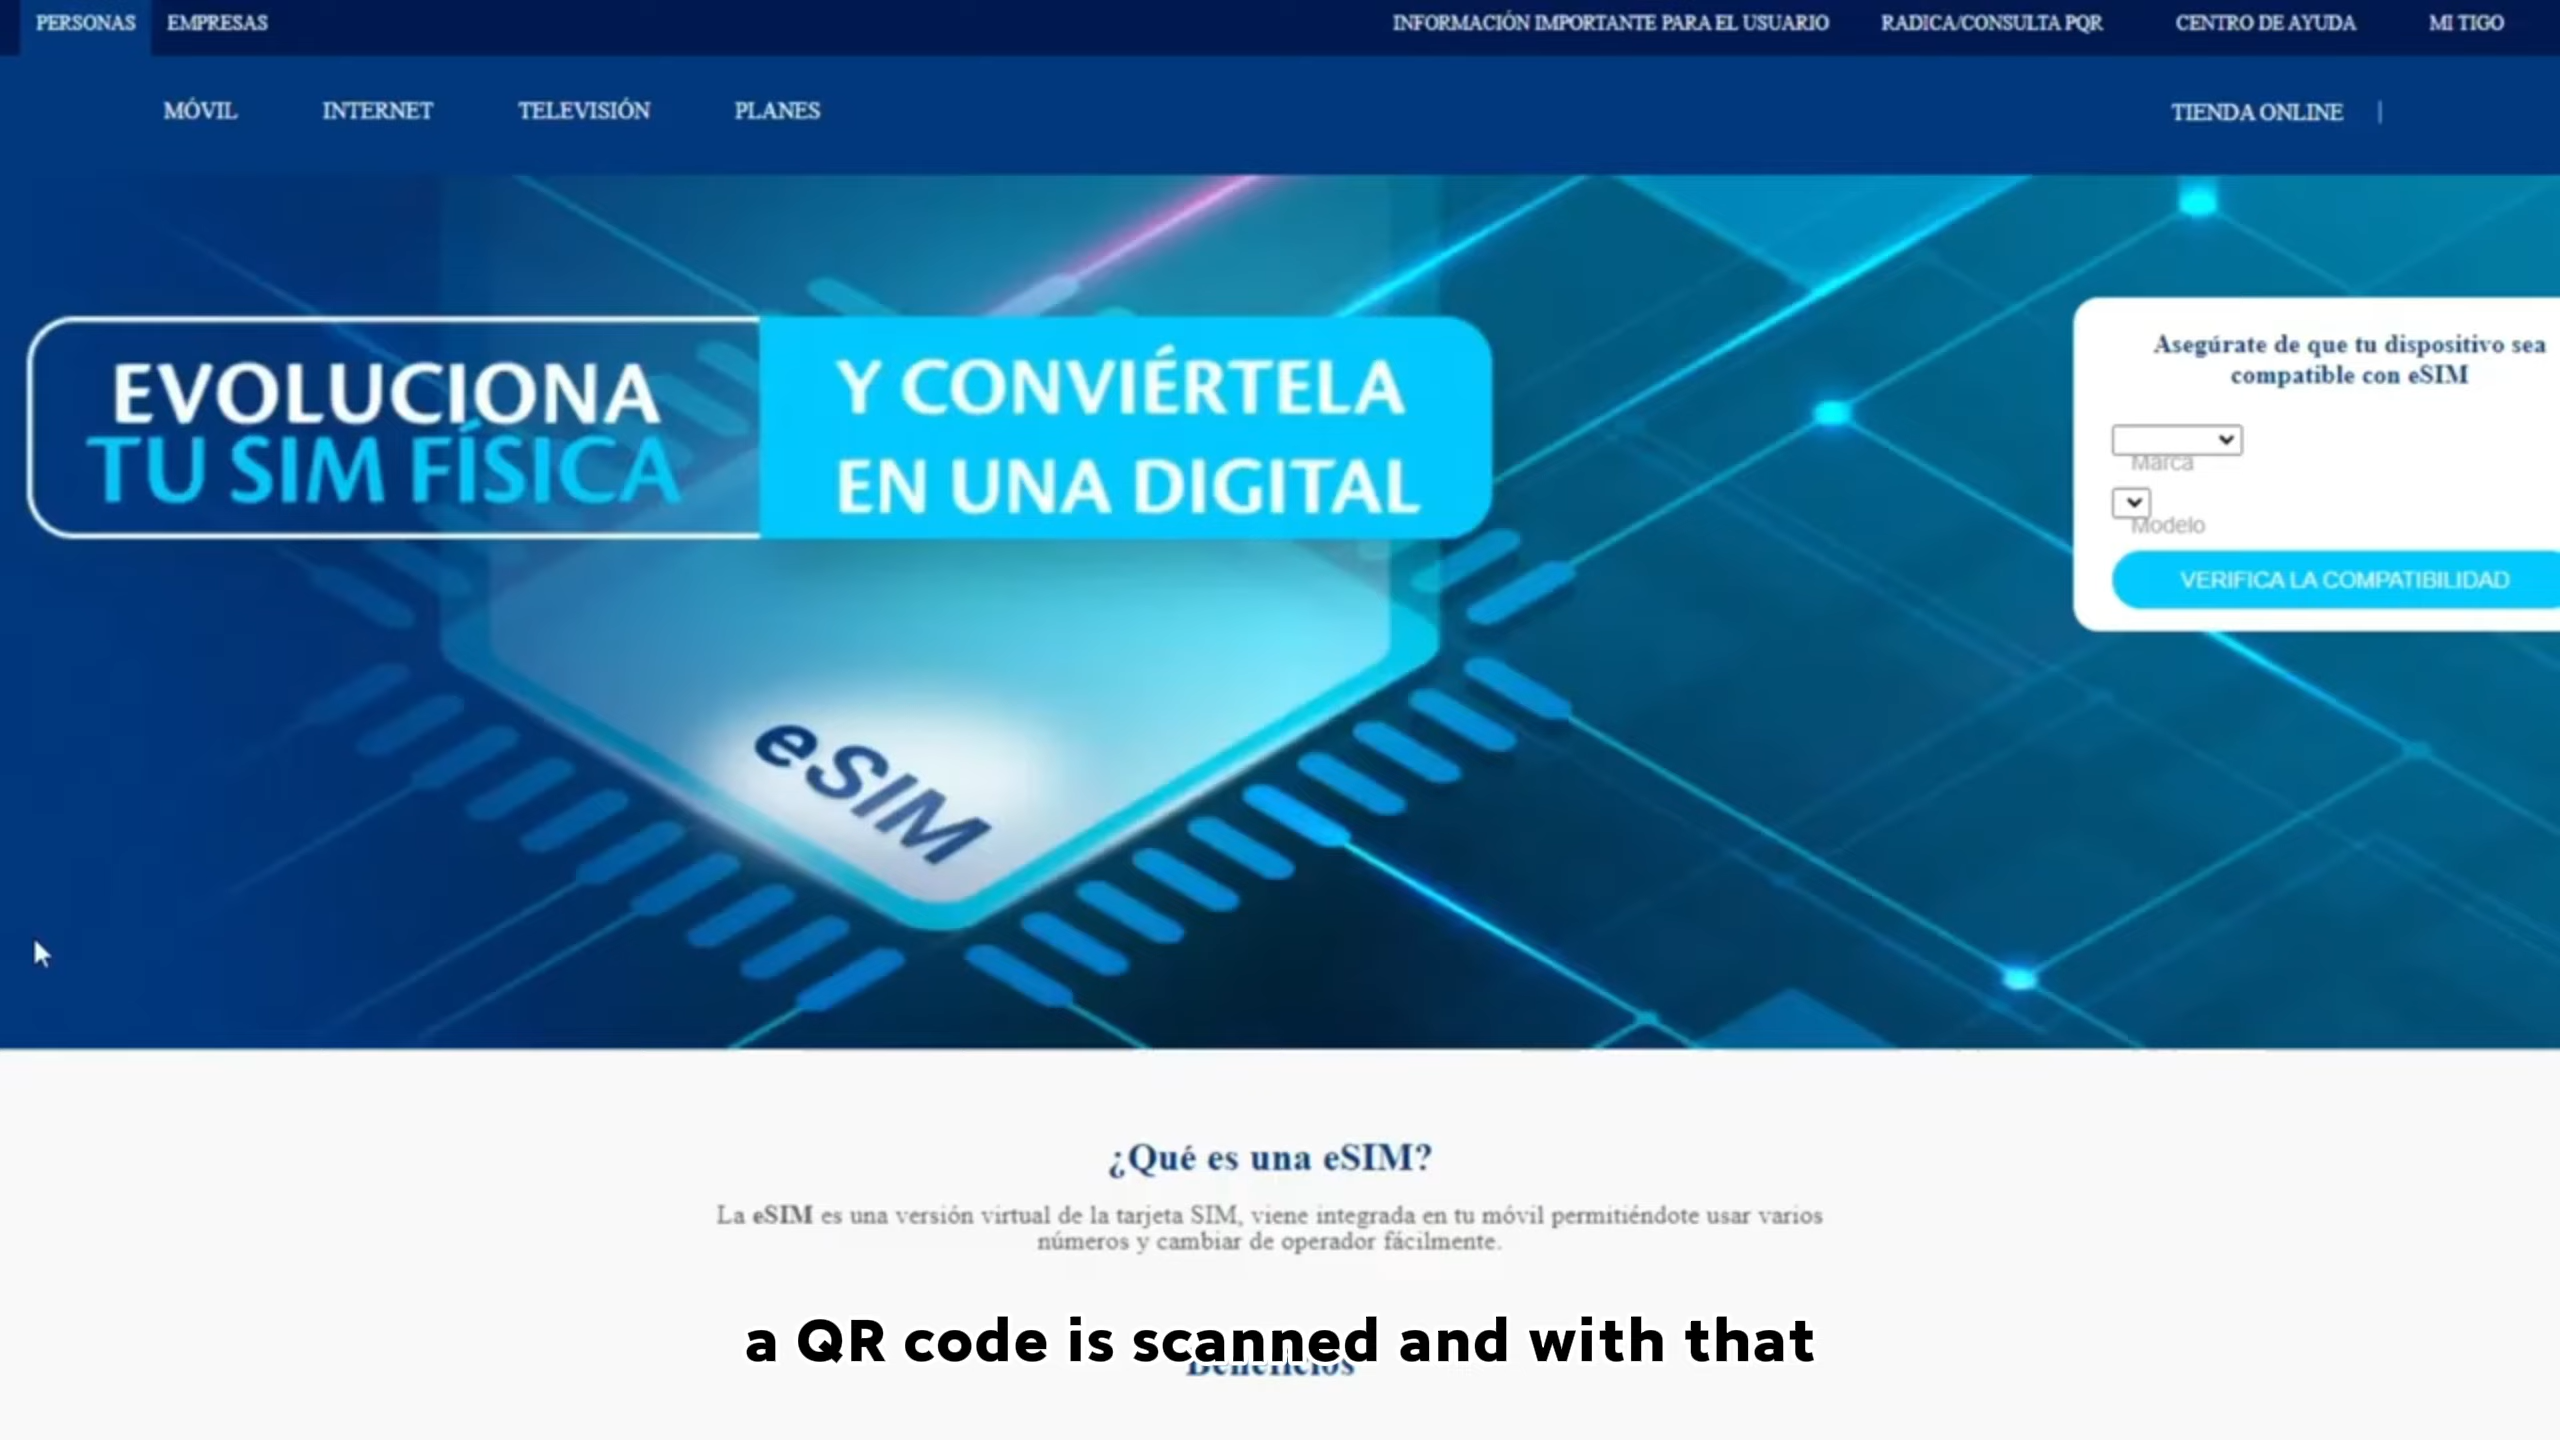 PERSONAS EMPRESAS INFORMACIÓN IMPORTANTE PARA EL USUARIO RADICA/CONSULTA PQR CENTRO DE AYUDA MI TIGO
MÓVIL INTERNET TELEVISIÓN PLANES TIENDA ONLINE |
EVOLUCIONA
TU SIM FÍSICA
Y CONVIÉRTELA
EN UNA DIGITAL
Asegúrate de que tu dispositivo sea
compatible con eSIM
Marca
Modelo
VERIFICA LA COMPATIBILIDAD
eSIM
¿Qué es una eSIM?
La eSIM es una versión virtual de la tarjeta SIM, viene integrada en tu móvil permitiéndote usar varios
números y cambiar de operador fácilmente.
a QR code is scanned and with that
Beneficios